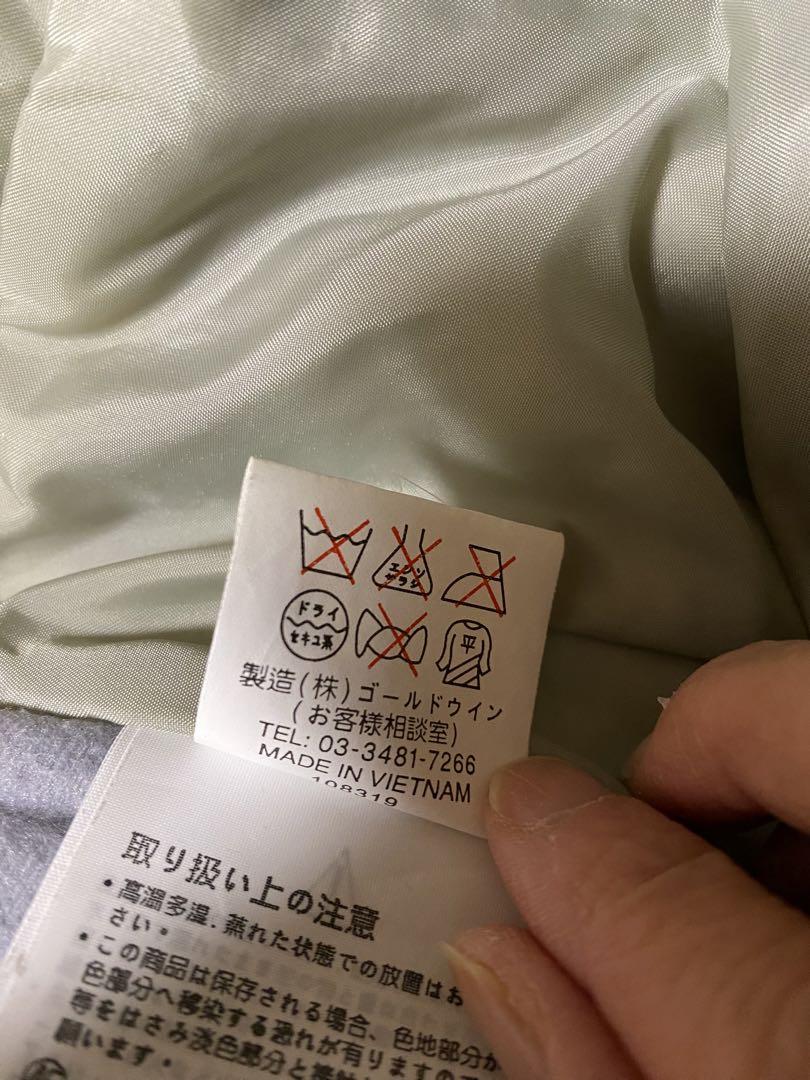 エンソ
サラシ
ドライ
セキユ系
平
製造(株)ゴールドウイン
(お客様相談室)
TEL: 03-3481-7266
MADE IN VIETNAM
108319
取り扱い上の注意
・高温多湿.蒸れた状態での放置はお
さい・
・この商品は保存される場合、色地部分が
色部分へ移染する恐れが有りますので
等をはさみ淡色部分と接触
願います・